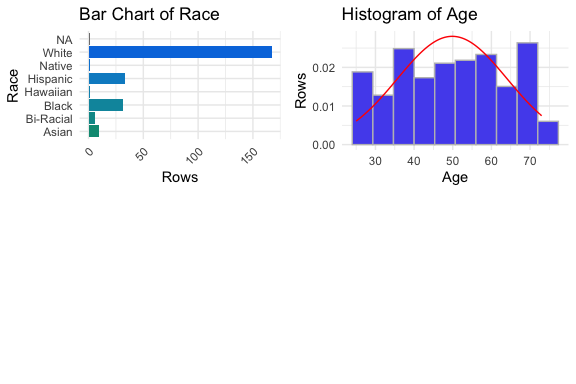 Bar Chart of Race
Race
NA
White
Native
Hispanic
Hawaiian
Black
Bi-Racial
Asian
0
50
100
150
Rows
Histogram of Age
Rows
0.02
0.01
0.00
30
40
50
60
70
Age